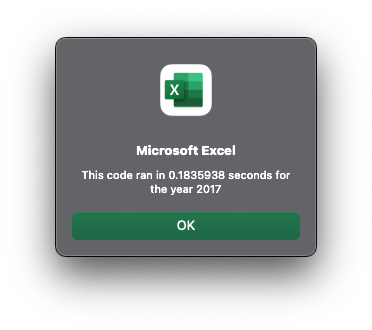 X
Microsoft Excel
This code ran in 0.1835938 seconds for
the year 2017
OK